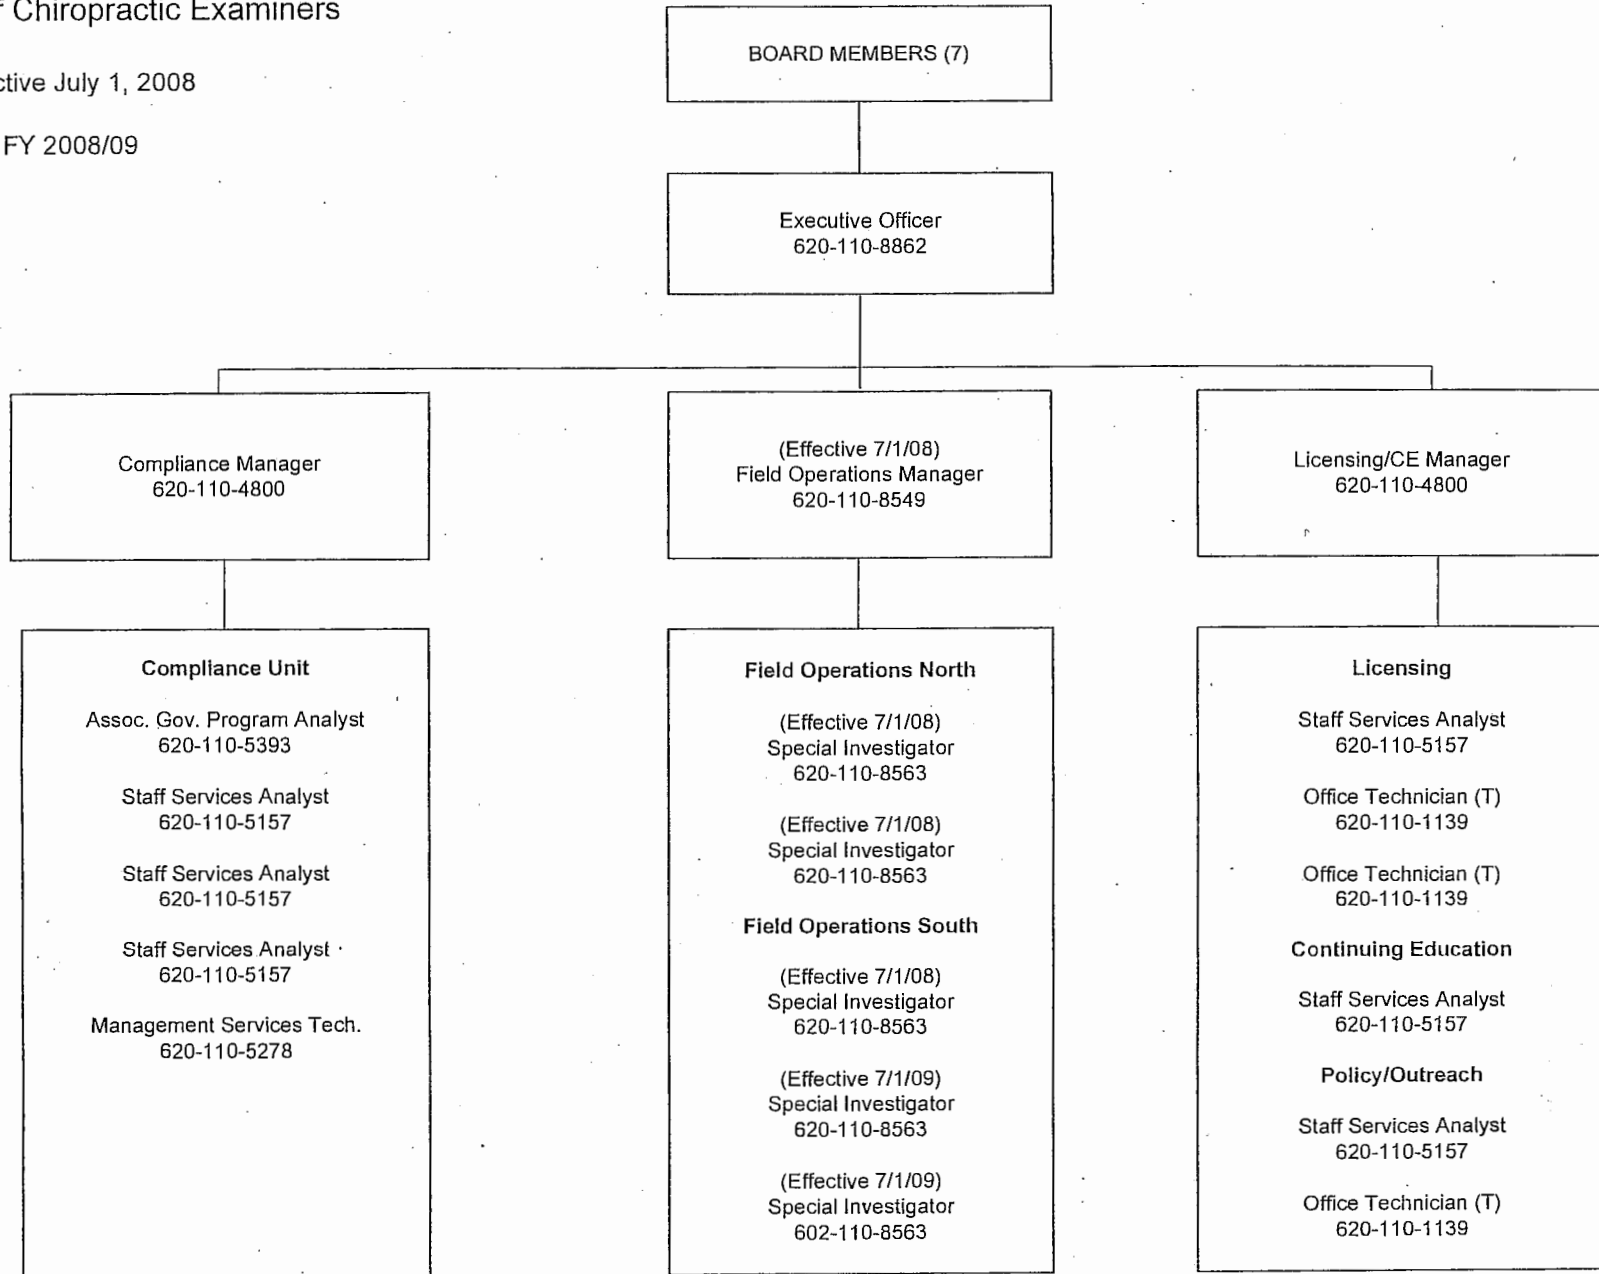 Chiropractic Examiners
July 1, 2008
FY 2008/09
BOARD MEMBERS (7)
Executive Officer
620-110-8862
Compliance Manager
620-110-4800
(Effective 7/1/08)
Field Operations Manager
620-110-8549
Licensing/CE Manager
620-110-4800
Compliance Unit
Assoc. Gov. Program Analyst
620-110-5393
Staff Services Analyst
620-110-5157
Staff Services Analyst
620-110-5157
Staff Services Analyst
620-110-5157
Management Services Tech.
620-110-5278
Field Operations North
(Effective 7/1/08)
Special Investigator
620-110-8563
(Effective 7/1/08)
Special Investigator
620-110-8563
Field Operations South
(Effective 7/1/08)
Special Investigator
620-110-8563
(Effective 7/1/09)
Special Investigator
620-110-8563
(Effective 7/1/09)
Special Investigator
602-110-8563
Licensing
Staff Services Analyst
620-110-5157
Office Technician (T)
620-110-1139
Office Technician (T)
620-110-1139
Continuing Education
Staff Services Analyst
620-110-5157
Policy/Outreach
Staff Services Analyst
620-110-5157
Office Technician (T)
620-110-1139